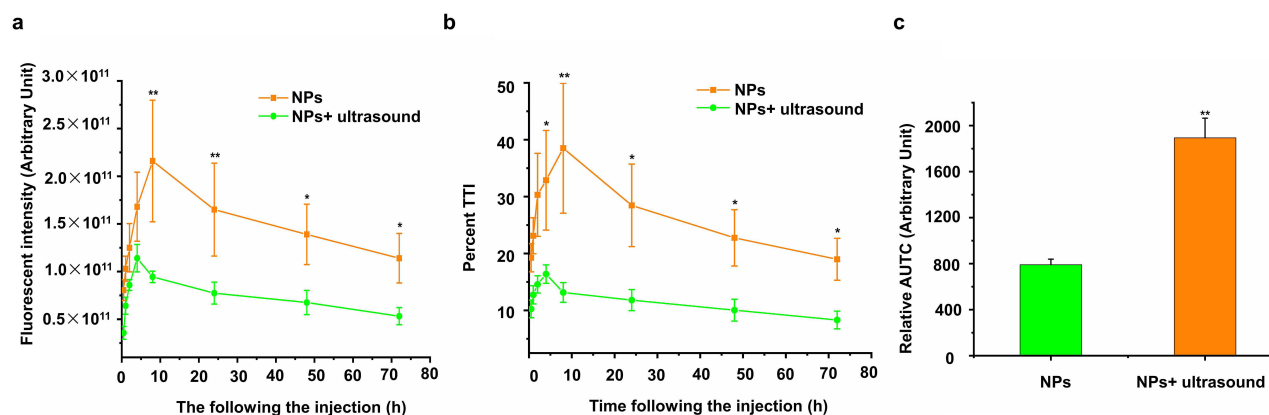 a
Fluorescent intensity (Arbitrary Unit)
3.0×10¹¹
2.5×10¹¹
2.0×10¹¹
1.5×10¹¹
1.0×10¹¹
0.5×10¹¹
NPs
NPs+ ultrasound
**
**
*
*
0 10 20 30 40 50 60 70 80
The following the injection (h)
b
Percent TTI
50
40
30
20
10
NPs
NPs+ ultrasound
*
**
*
*
*
0 10 20 30 40 50 60 70 80
Time following the injection (h)
c
Relative AUTC (Arbitrary Unit)
2000
1600
1200
800
400
0
**
NPs NPs+ ultrasound